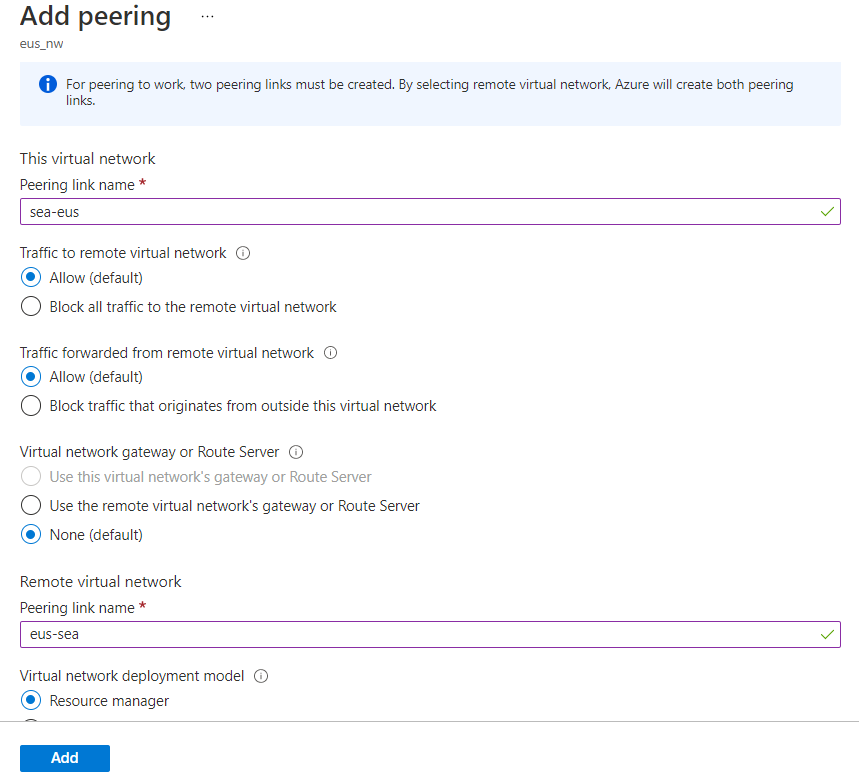 Add peering ...
eus_nw
For peering to work, two peering links must be created. By selecting remote virtual network, Azure will create both peering
links.
This virtual network
Peering link name *
sea-eus
Traffic to remote virtual network
Allow (default)
Block all traffic to the remote virtual network
Traffic forwarded from remote virtual network
Allow (default)
Block traffic that originates from outside this virtual network
Virtual network gateway or Route Server
Use this virtual network's gateway or Route Server
Use the remote virtual network's gateway or Route Server
None (default)
Remote virtual network
Peering link name *
eus-sea
Virtual network deployment model
Resource manager
Add